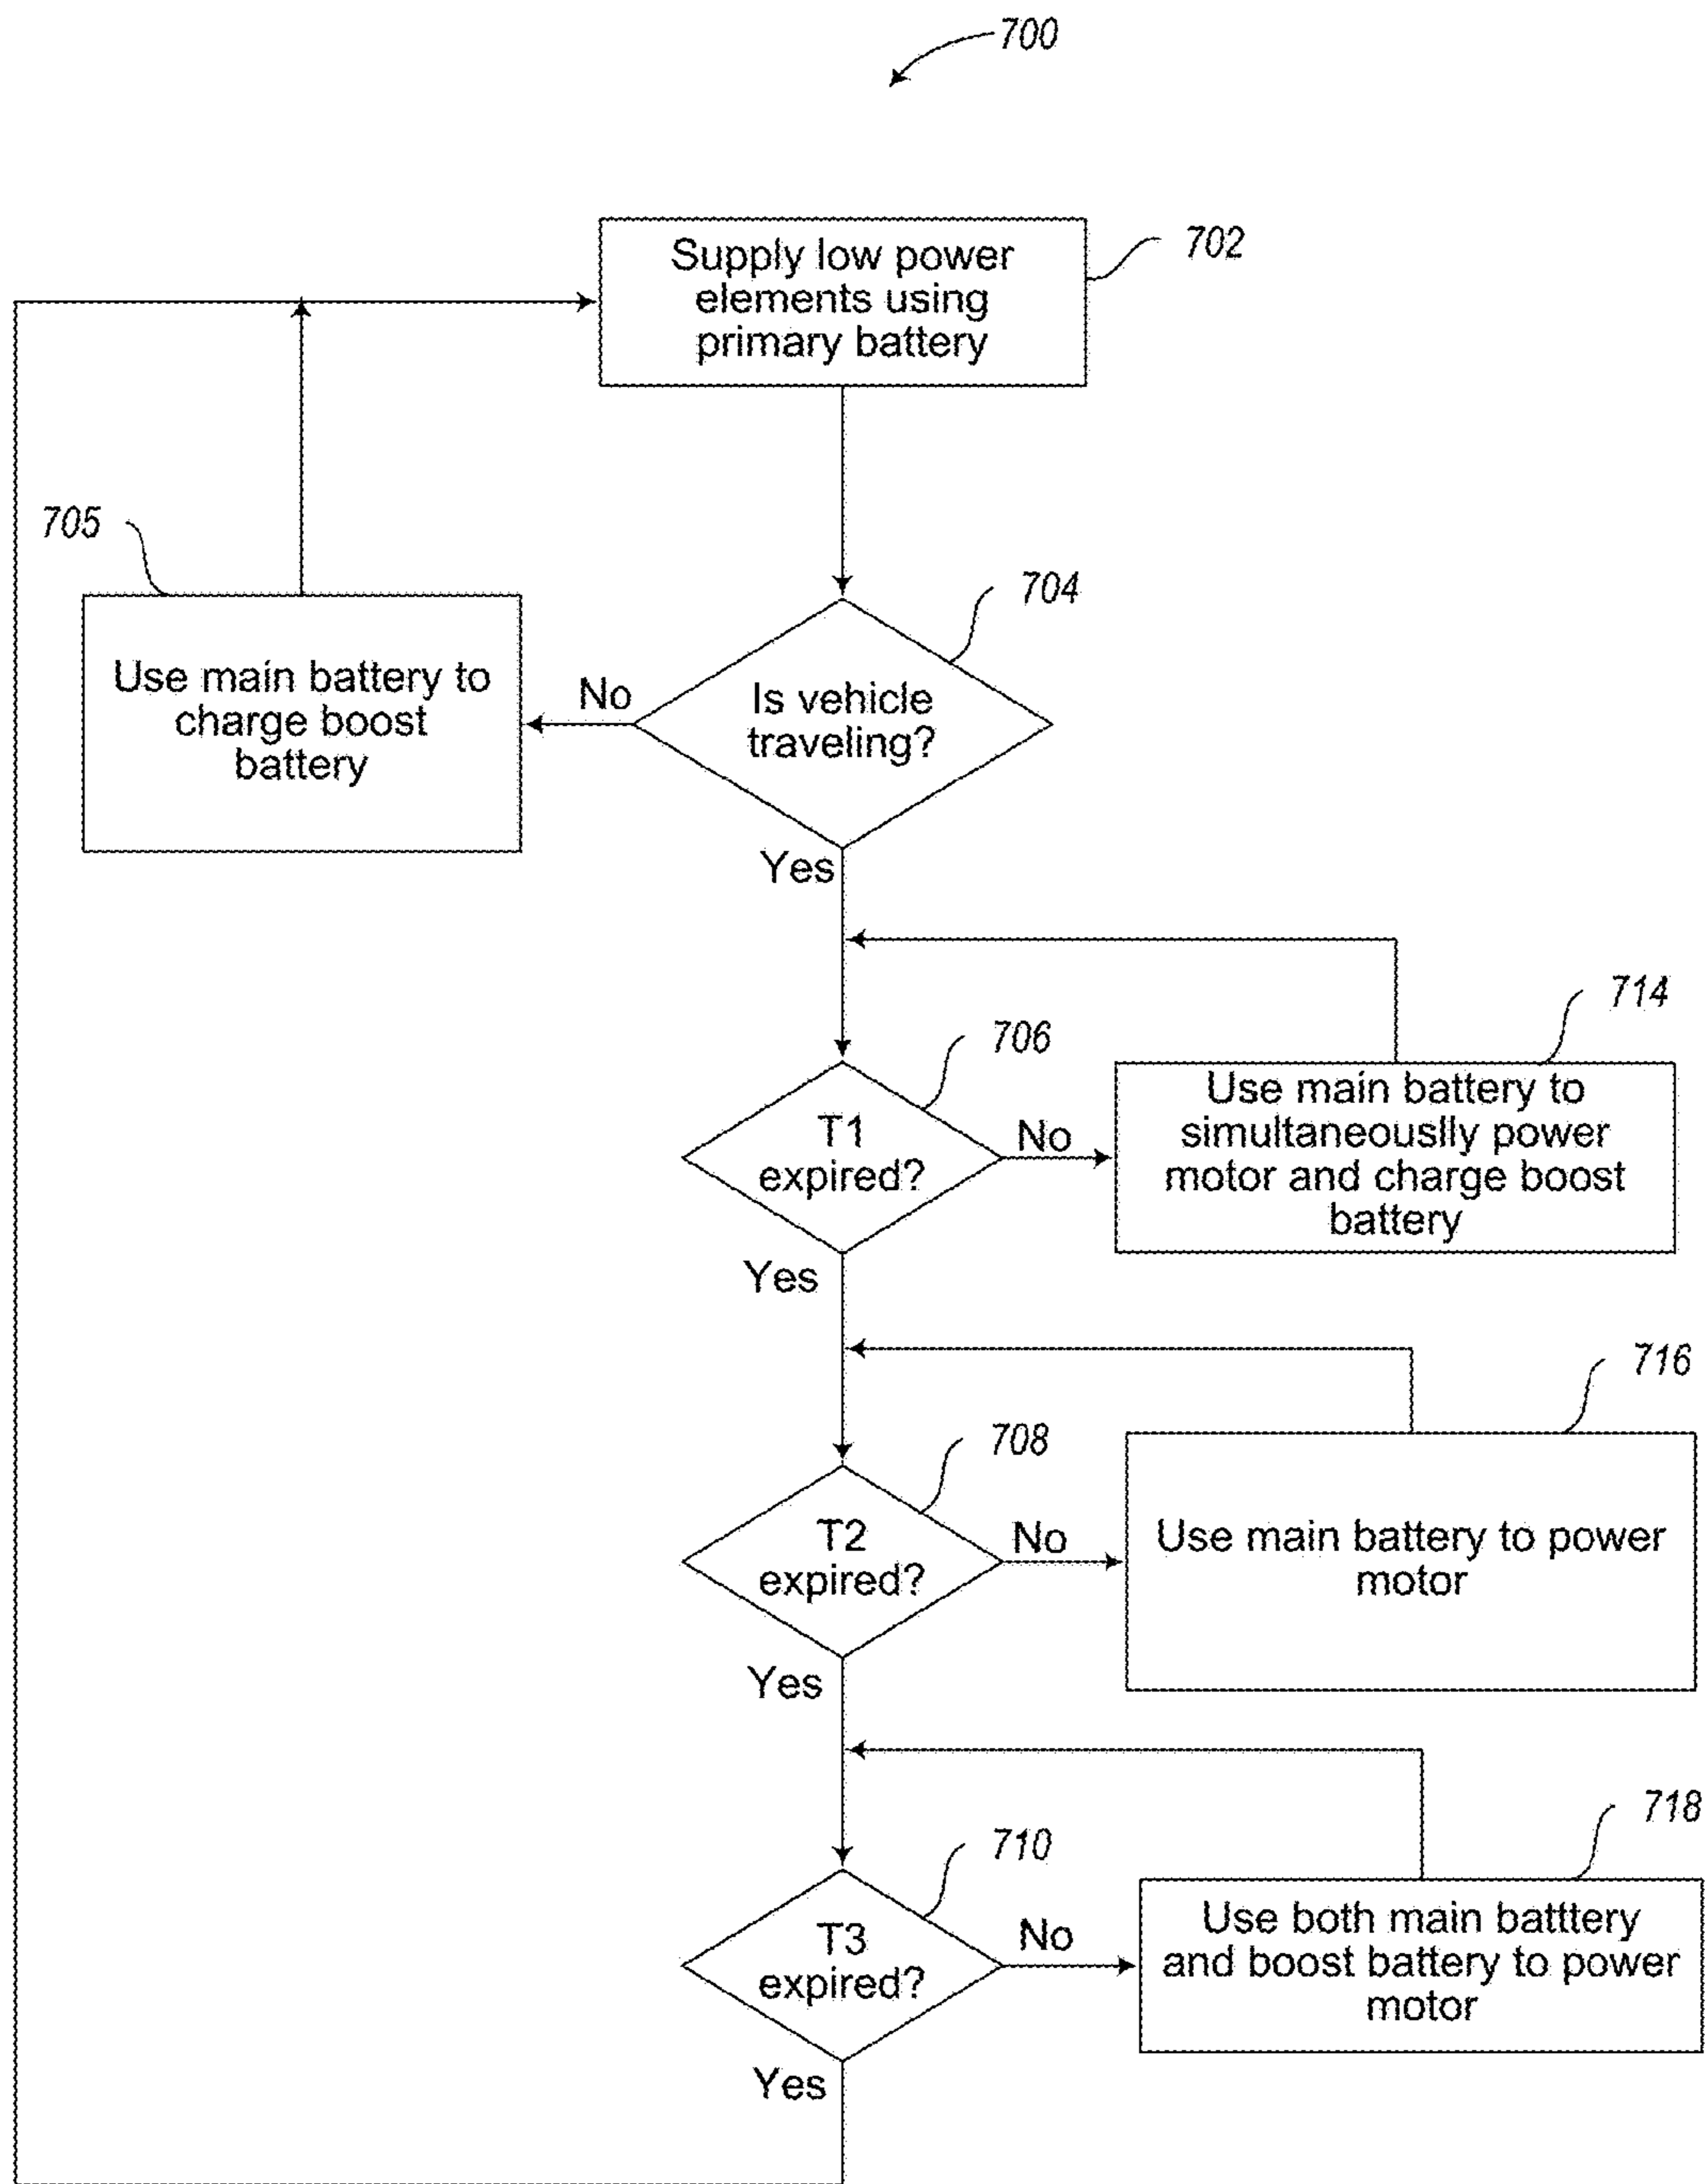 700
Supply low power
elements using
primary battery
702
705
704
Use main battery to
charge boost
battery
No
Is vehicle
traveling?
Yes
714
706
Use main battery to
simultaneouslly power
motor and charge boost
battery
T1
expired?
No
Yes
716
708
T2
expired?
No
Use main battery to power
motor
Yes
718
710
T3
expired?
No
Use both main batttery
and boost battery to power
motor
Yes